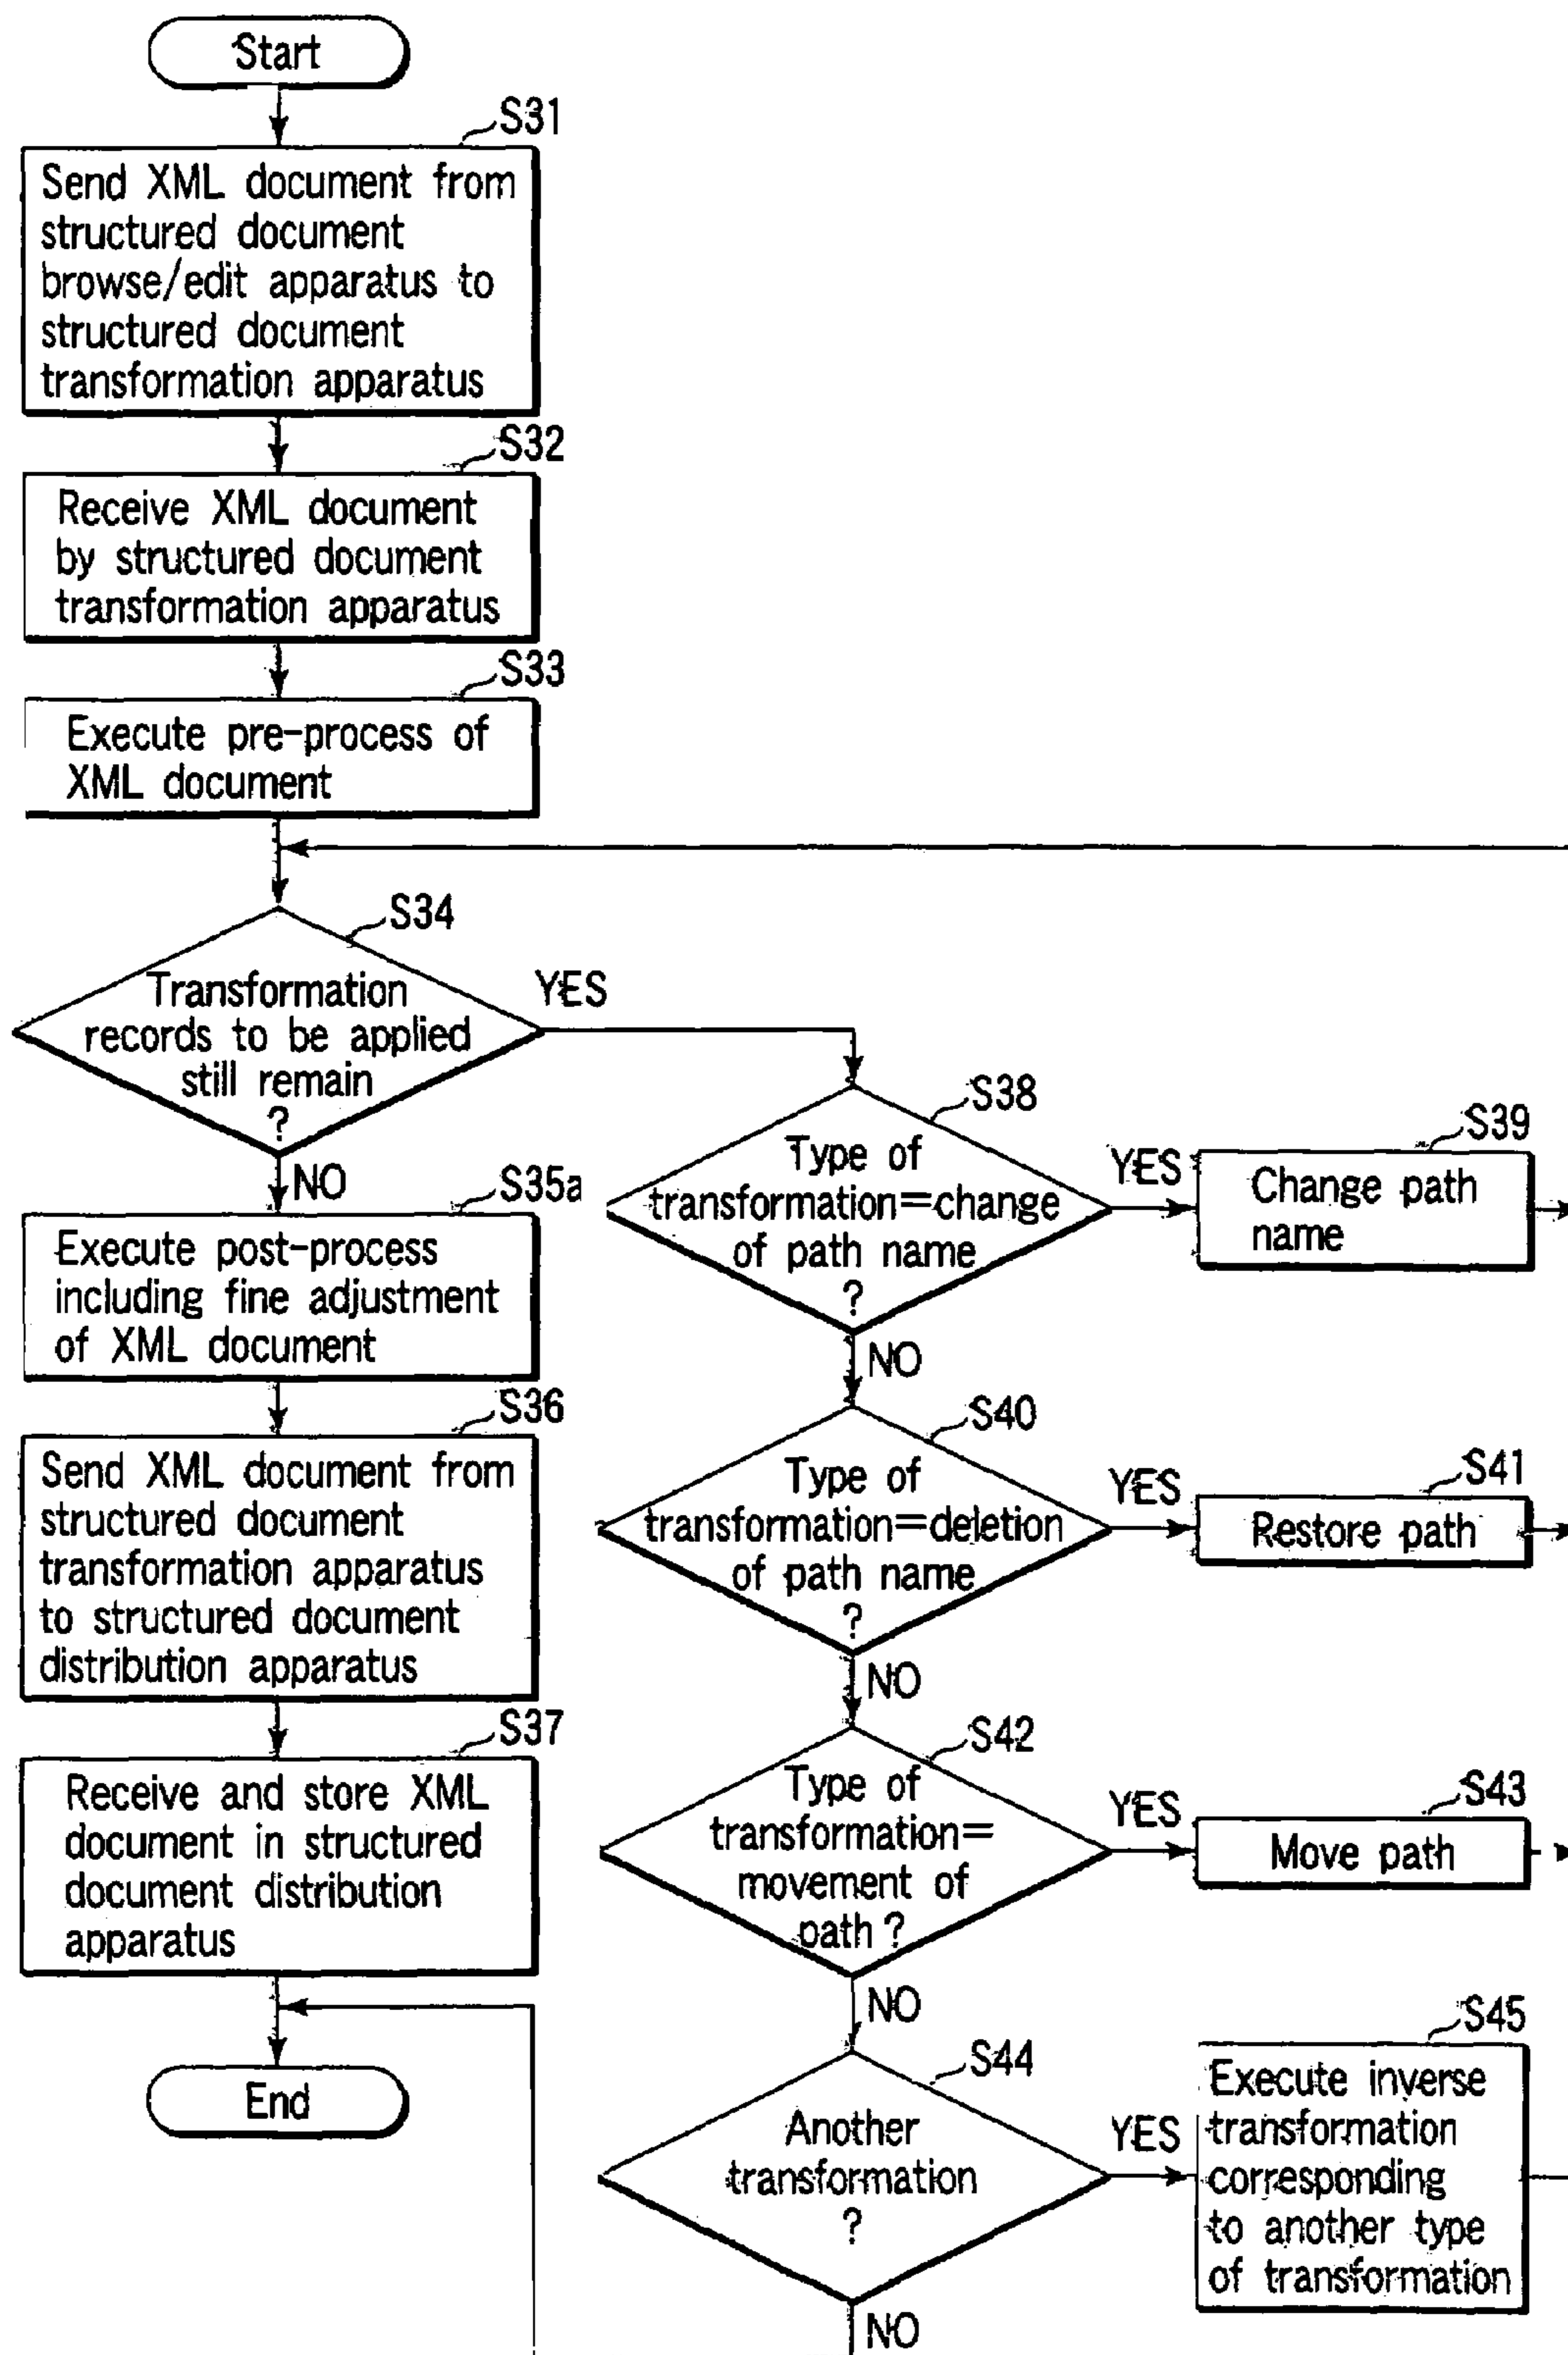 Start
S31
Send XML document from
structured document
browse/edit apparatus to
structured document
transformation apparatus
S32
Receive XML document
by structured document
transformation apparatus
S33
Execute pre-process of
XML document
S34
Transformation
records to be applied
still remain
?
YES
NO
S35a
Execute post-process
including fine adjustment
of XML document
S36
Send XML document from
structured document
transformation apparatus
to structured document
distribution apparatus
S37
Receive and store XML
document in structured
document distribution
apparatus
End
S38
Type of
transformation=change
of path name
?
YES
S39
Change path
name
NO
S40
Type of
transformation=deletion
of path name
?
YES
S41
Restore path
NO
S42
Type of
transformation=
movement of
path ?
YES
S43
Move path
NO
S44
Another
transformation
?
YES
S45
Execute inverse
transformation
corresponding
to another type
of transformation
NO